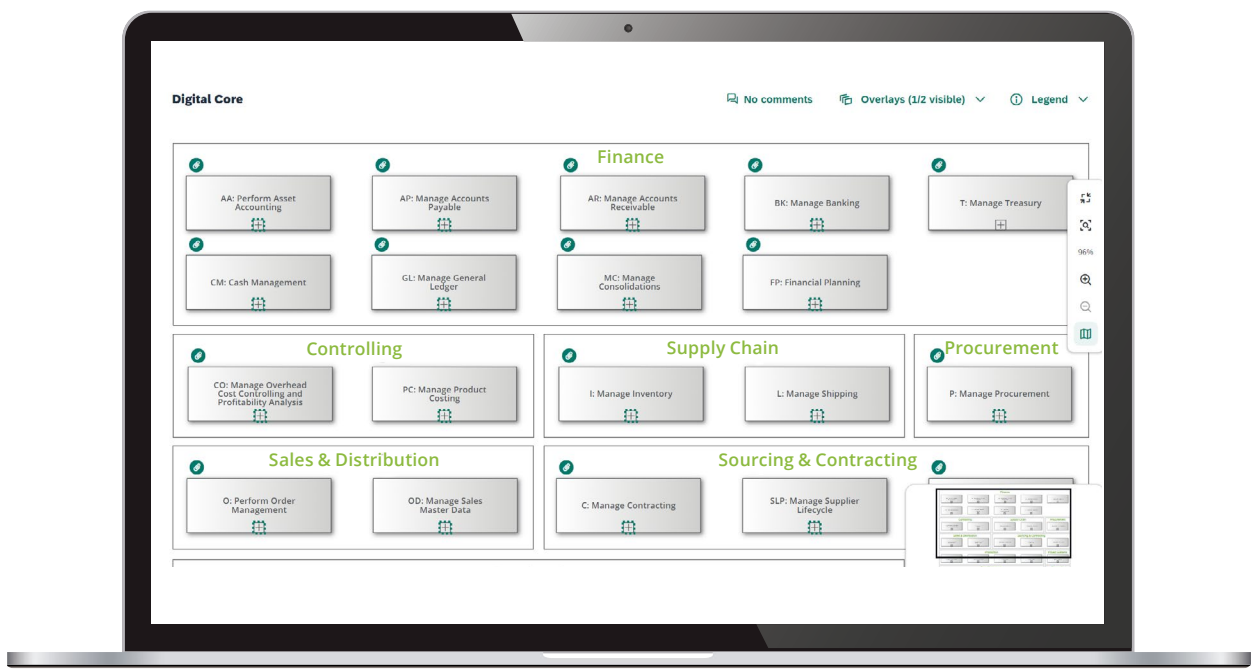 Digital Core
No comments
Overlays (1/2 visible)
Legend
Finance
AA: Perform Asset
Accounting
AP: Manage Accounts
Payable
AR: Manage Accounts
Receivable
BK: Manage Banking
T: Manage Treasury
96%
CM: Cash Management
GL: Manage General
Ledger
MC: Manage
Consolidations
FP: Financial Planning
Controlling
Supply Chain
Procurement
CO: Manage Overhead
Cost Controlling and
Profitability Analysis
PC: Manage Product
Costing
I: Manage Inventory
L: Manage Shipping
P: Manage Procurement
Sales & Distribution
Sourcing & Contracting
O: Perform Order
Management
OD: Manage Sales
Master Data
C: Manage Contracting
SLP: Manage Supplier
Lifecycle